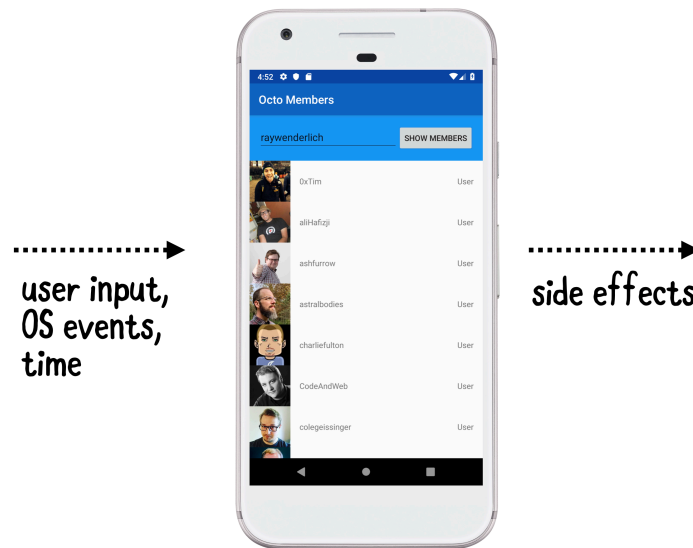 4:52
Octo Members
raywenderlich SHOW MEMBERS
0xTim User
aliHafizji User
ashfurrow User
astralbodies User
charliefulton User
CodeAndWeb User
colegeissinger User
user input,
OS events,
time
side effects